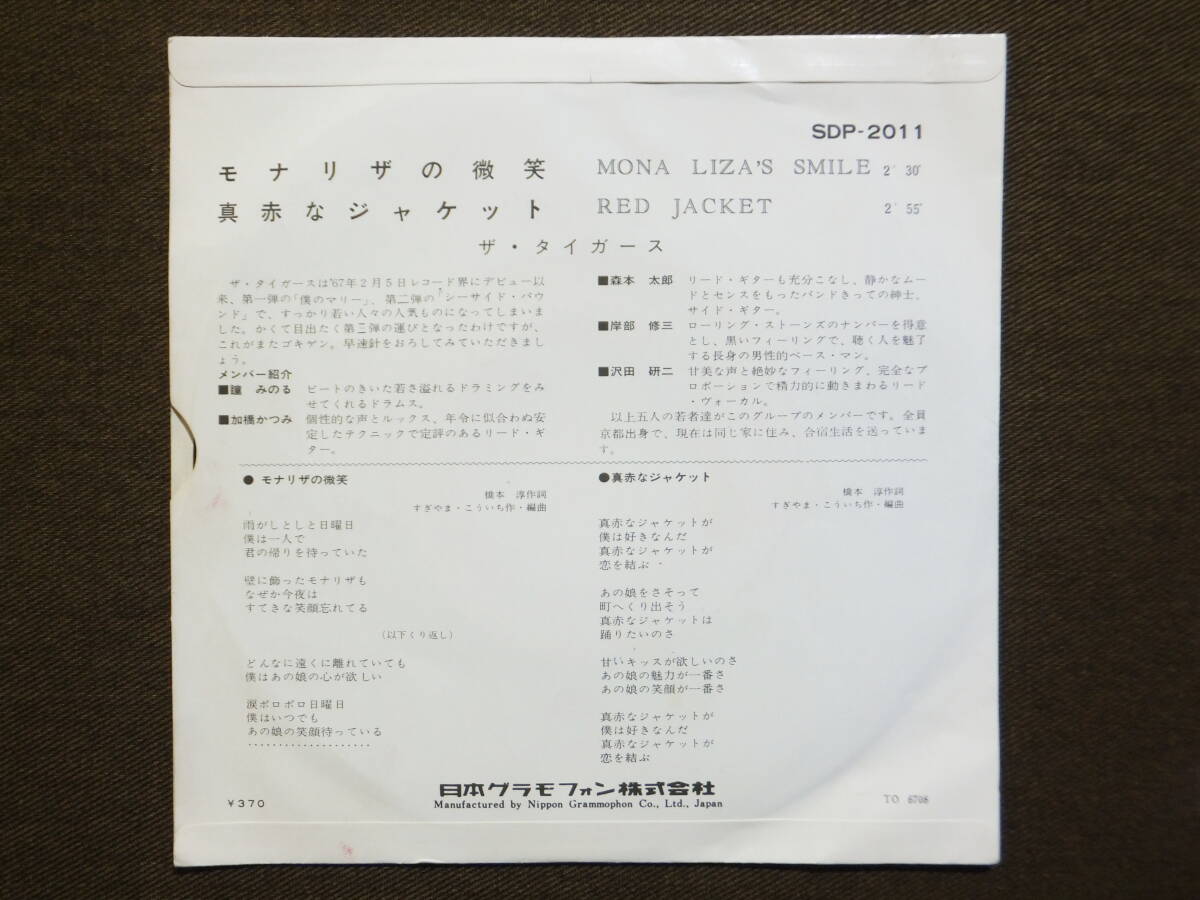 SDP-2011
モナリザの微笑
MONA LIZA'S SMILE 2' 30"
真赤なジャケット
RED JACKET 2' 55"
ザ・タイガース
ザ・タイガースは'67年2月5日レコード界にデビュー以
来、第一弾の「僕のマリー」、第二弾の「シーサイド・バウ
ンド」で、すっかり若い人々の人気ものになってしまいま
した。かくて目出たく第三弾の運びとなったわけですが、
これがまたゴキゲン。早速針をおろしてみていただきまし
ょう。
メンバー紹介
■瞳 みのる ビートのきいた若さ溢れるドラミングをみ
せてくれるドラムス。
■加橋かつみ 個性的な声とルックス、年令に似合わぬ安
定したテクニックで定評のあるリード・ギ
ター。
■森本 太郎 リード・ギターも充分こなし、静かなムー
ドとセンスをもったバンドきっての紳士。
サイド・ギター。
■岸部 修三 ローリング・ストーンズのナンバーを得意
とし、黒いフィーリングで、聴く人を魅了
する長身の男性的ベース・マン。
■沢田 研二 甘美な声と絶妙なフィーリング、完全なプ
ロポーションで精力的に動きまわるリード
・ヴォーカル。
以上五人の若者達がこのグループのメンバーです。全員
京都出身で、現在は同じ家に住み、合宿生活を送っていま
す。
● モナリザの微笑
橋本 淳作詞
すぎやま・こういち作・編曲
雨がしとしと日曜日
僕は一人で
君の帰りを待っていた
壁に飾ったモナリザも
なぜか今夜は
すてきな笑顔忘れてる
(以下くり返し)
どんなに遠くに離れていても
僕はあの娘の心が欲しい
涙ポロポロ日曜日
僕はいつでも
あの娘の笑顔待っている
‥‥‥‥‥‥‥‥‥‥
●真赤なジャケット
橋本 淳作詞
すぎやま・こういち作・編曲
真赤なジャケットが
僕は好きなんだ
真赤なジャケットが
恋を結ぶ
あの娘をさそって
町へくり出そう
真赤なジャケットは
踊りたいのさ
甘いキッスが欲しいのさ
あの娘の魅力が一番さ
あの娘の笑顔が一番さ
真赤なジャケットが
僕は好きなんだ
真赤なジャケットが
恋を結ぶ
日本グラモフォン株式会社
Manufactured by Nippon Grammophon Co., Ltd., Japan
¥370
TO 6708